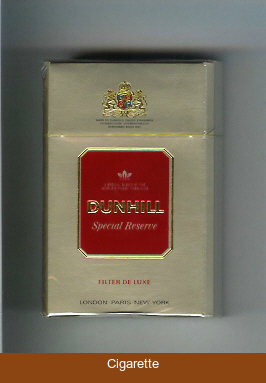 DUNHILL
Special Reserve
FILTER DE LUXE
LONDON·PARIS·NEW YORK
Cigarette